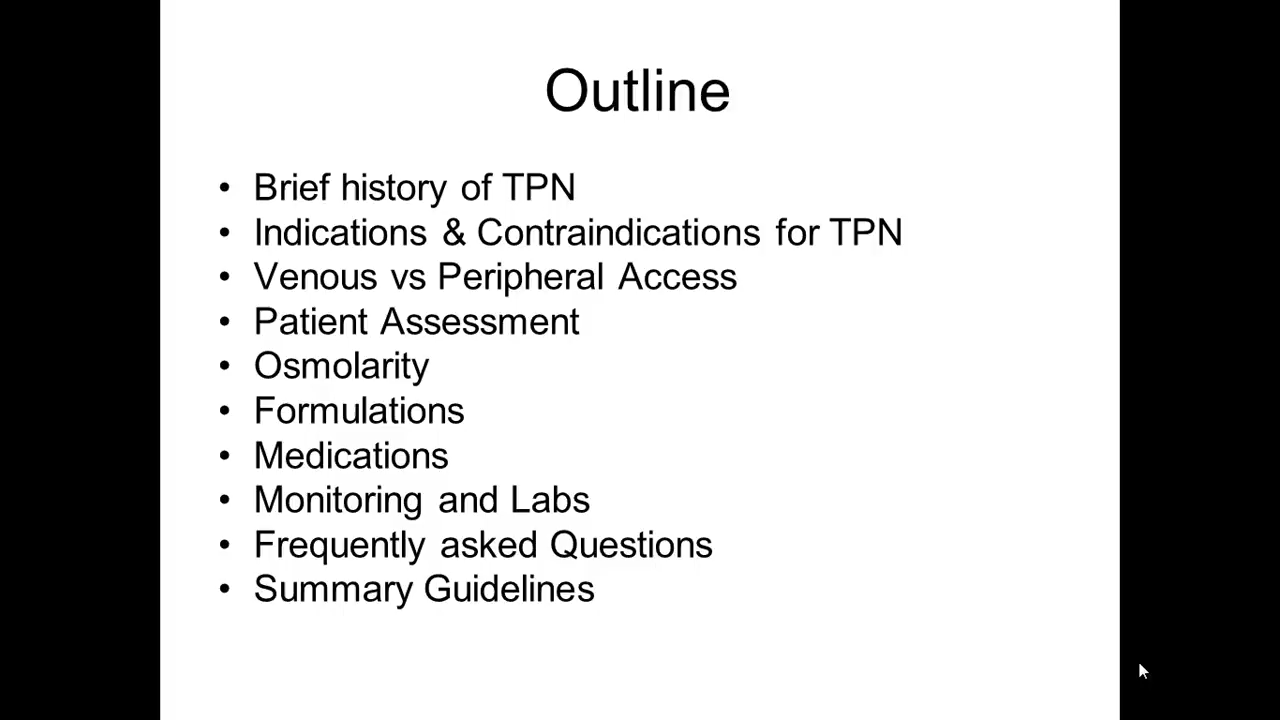 Outline
• Brief history of TPN
• Indications & Contraindications for TPN
• Venous vs Peripheral Access
• Patient Assessment
• Osmolarity
• Formulations
• Medications
• Monitoring and Labs
• Frequently asked Questions
• Summary Guidelines